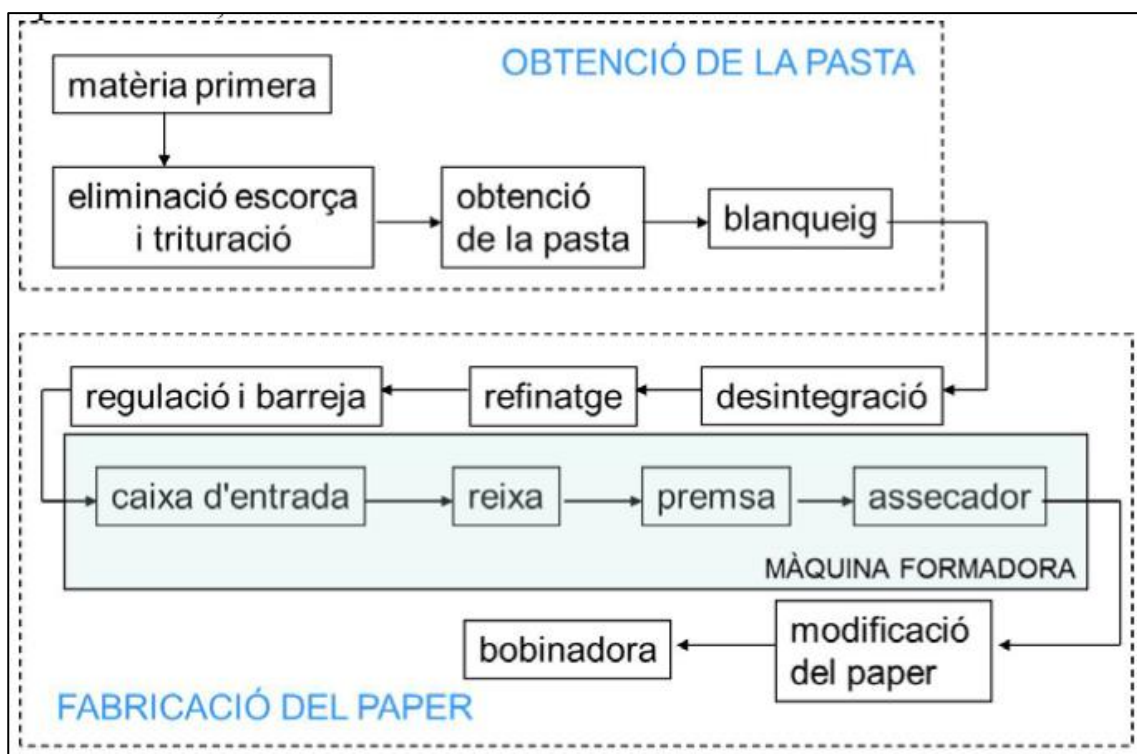 OBTENCIÓ DE LA PASTA
matèria primera
eliminació escorça
i trituració
obtenció
de la pasta
blanqueig
regulació i barreja
refinatge
desintegració
caixa d'entrada
reixa
premsa
assecador
MÀQUINA FORMADORA
modificació
del paper
bobinadora
FABRICACIÓ DEL PAPER